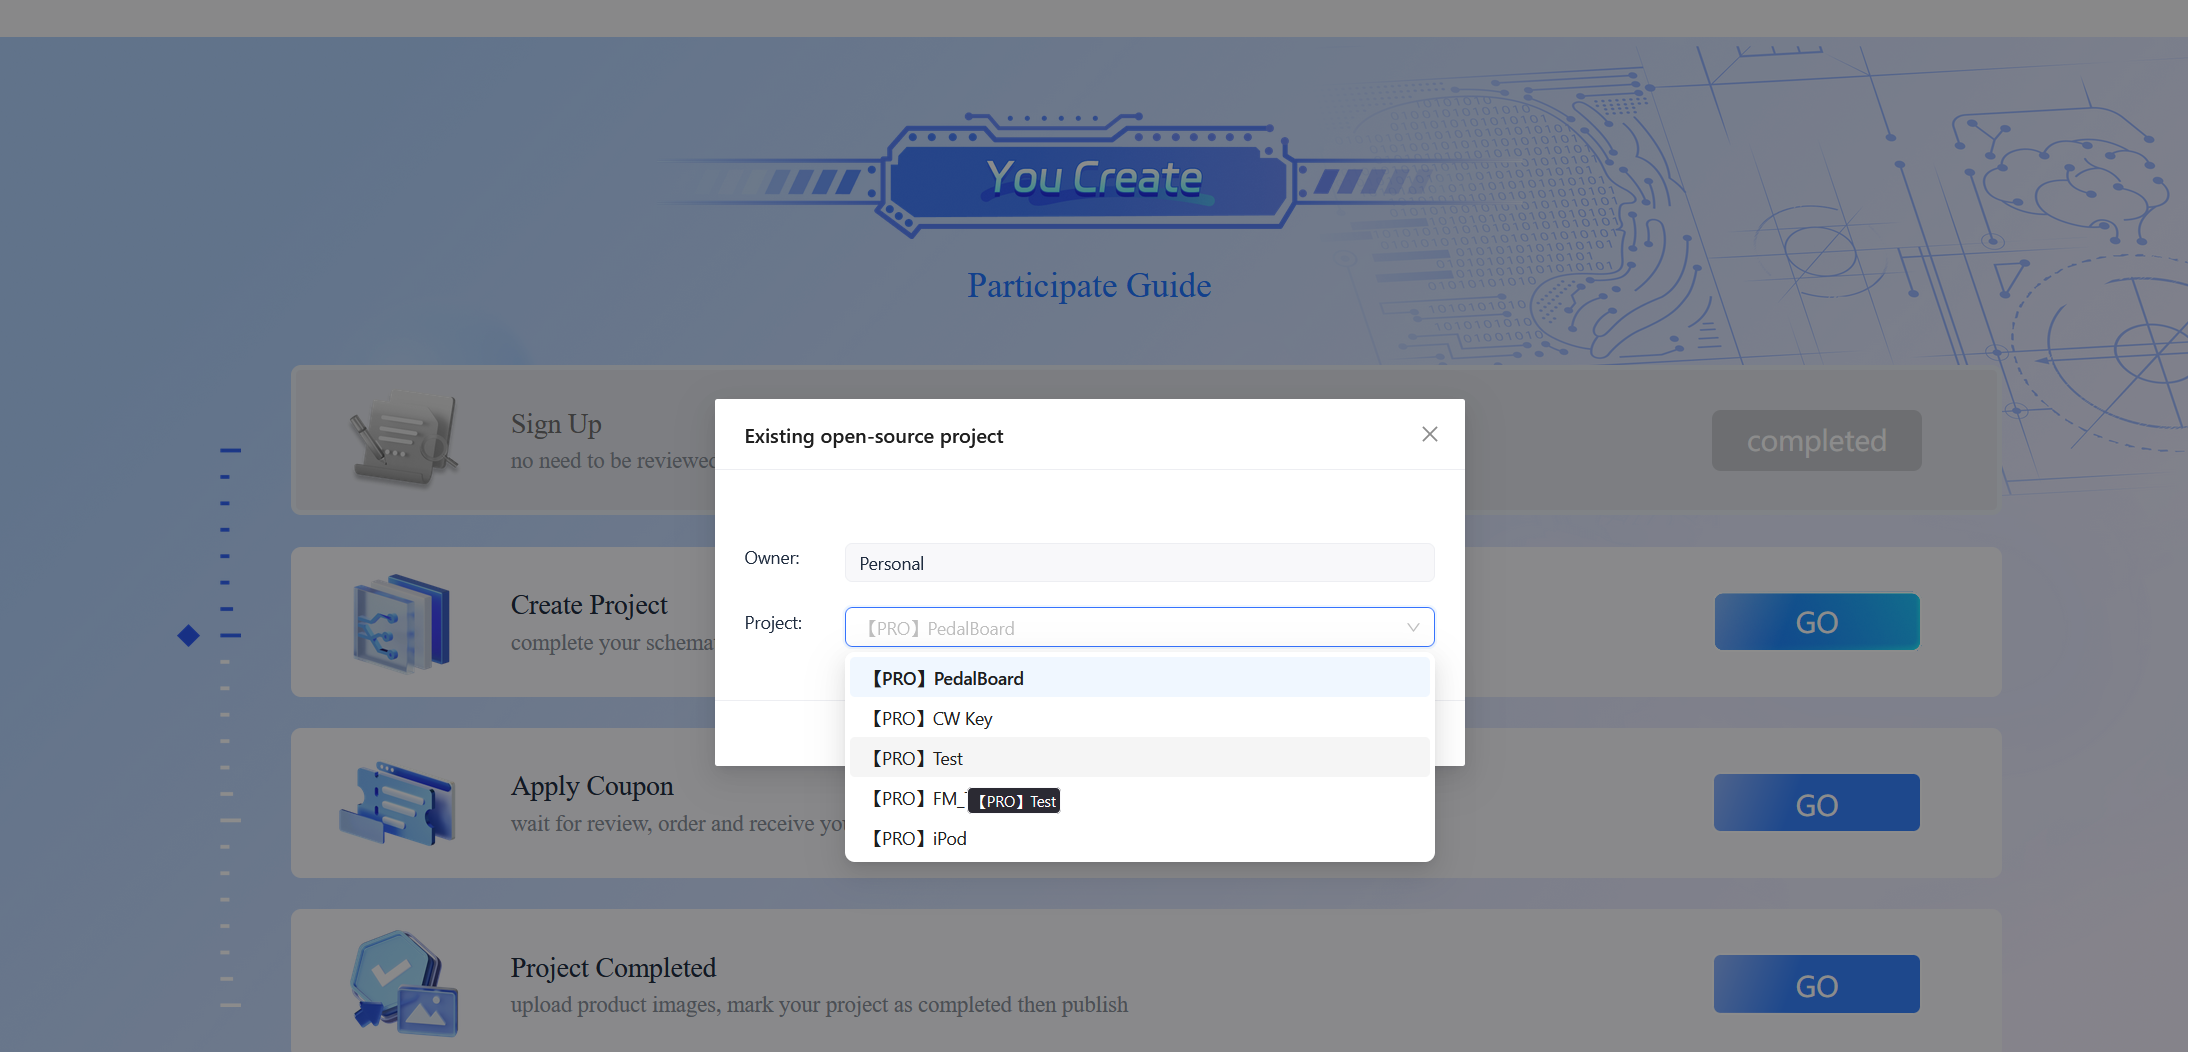 You Create
Participate Guide
Sign Up
no need to be reviewed
completed
Existing open-source project
Owner:
Personal
Project:
【PRO】PedalBoard
【PRO】PedalBoard
【PRO】CW Key
【PRO】Test
【PRO】FM_
【PRO】Test
【PRO】iPod
Create Project
complete your schema
GO
Apply Coupon
wait for review, order and receive yo
GO
Project Completed
upload product images, mark your project as completed then publish
GO